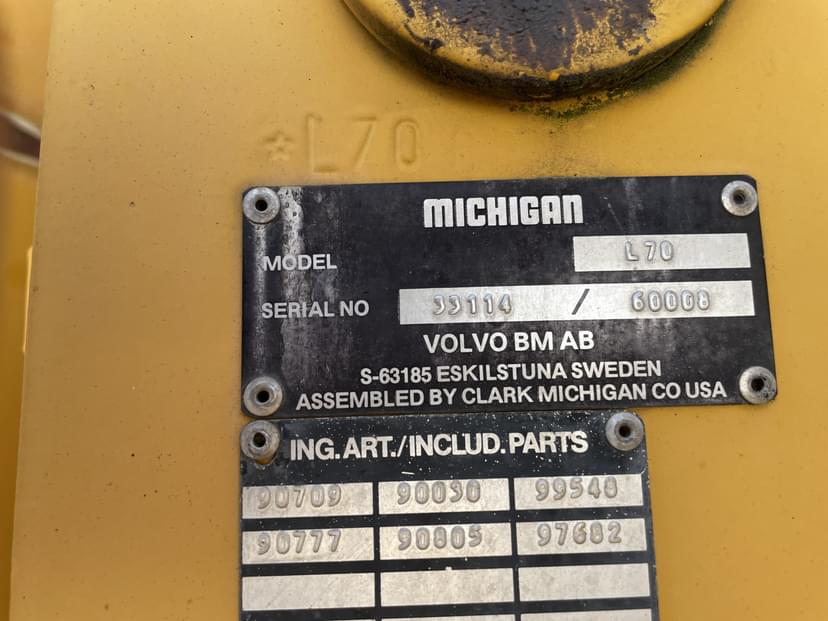 *L70
MICHIGAN
MODEL L70
SERIAL NO 33114 / 60008
VOLVO BM AB
S-63185 ESKILSTUNA SWEDEN
ASSEMBLED BY CLARK MICHIGAN CO USA
ING.ART./INCLUD.PARTS
90709 90030 99548
90777 90805 97682